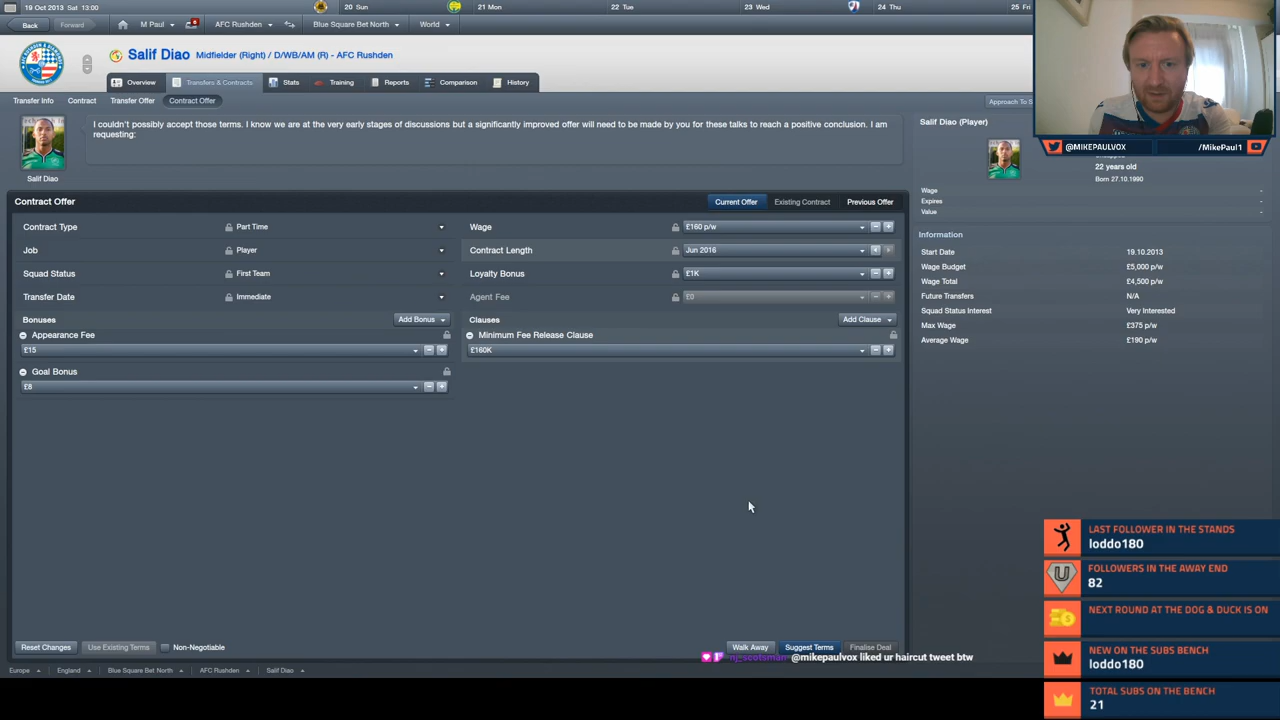 19 Oct 2013 Sat 13:00
20 Sun
21 Mon
22 Tue
23 Wed
24 Thu
25 Fri
Back
Forward
M Paul
AFC Rushden
Blue Square Bet North
World
Salif Diao
Midfielder (Right) / D/WB/AM (R) - AFC Rushden
Overview
Transfers & Contracts
Stats
Training
Reports
Comparison
History
Transfer Info
Contract
Transfer Offer
Contract Offer
Approach To S
I couldn't possibly accept those terms. I know we are at the very early stages of discussions but a significantly improved offer will need to be made by you for these talks to reach a positive conclusion. I am
requesting:
Salif Diao
Salif Diao (Player)
@MIKEPAULVOX
/MikePaul1
22 years old
Born 27.10.1990
Wage -
Expires -
Value -
Information
Start Date 19.10.2013
Wage Budget £5,000 p/w
Wage Total £4,500 p/w
Future Transfers N/A
Squad Status Interest Very Interested
Max Wage £375 p/w
Average Wage £190 p/w
Contract Offer
Current Offer
Existing Contract
Previous Offer
Contract Type Part Time
Wage £160 p/w
Job Player
Contract Length Jun 2016
Squad Status First Team
Loyalty Bonus £1K
Transfer Date Immediate
Agent Fee £0
Bonuses
Add Bonus
Clauses
Add Clause
Appearance Fee
Minimum Fee Release Clause
£15
£160K
Goal Bonus
£8
LAST FOLLOWER IN THE STANDS
loddo180
FOLLOWERS IN THE AWAY END
82
NEXT ROUND AT THE DOG & DUCK IS ON
NEW ON THE SUBS BENCH
loddo180
TOTAL SUBS ON THE BENCH
21
Reset Changes
Use Existing Terms
Non-Negotiable
Walk Away
Suggest Terms
Finalise Deal
nj_scotsman @mikepaulvox liked ur haircut tweet btw
Europe
England
Blue Square Bet North
AFC Rushden
Salif Diao